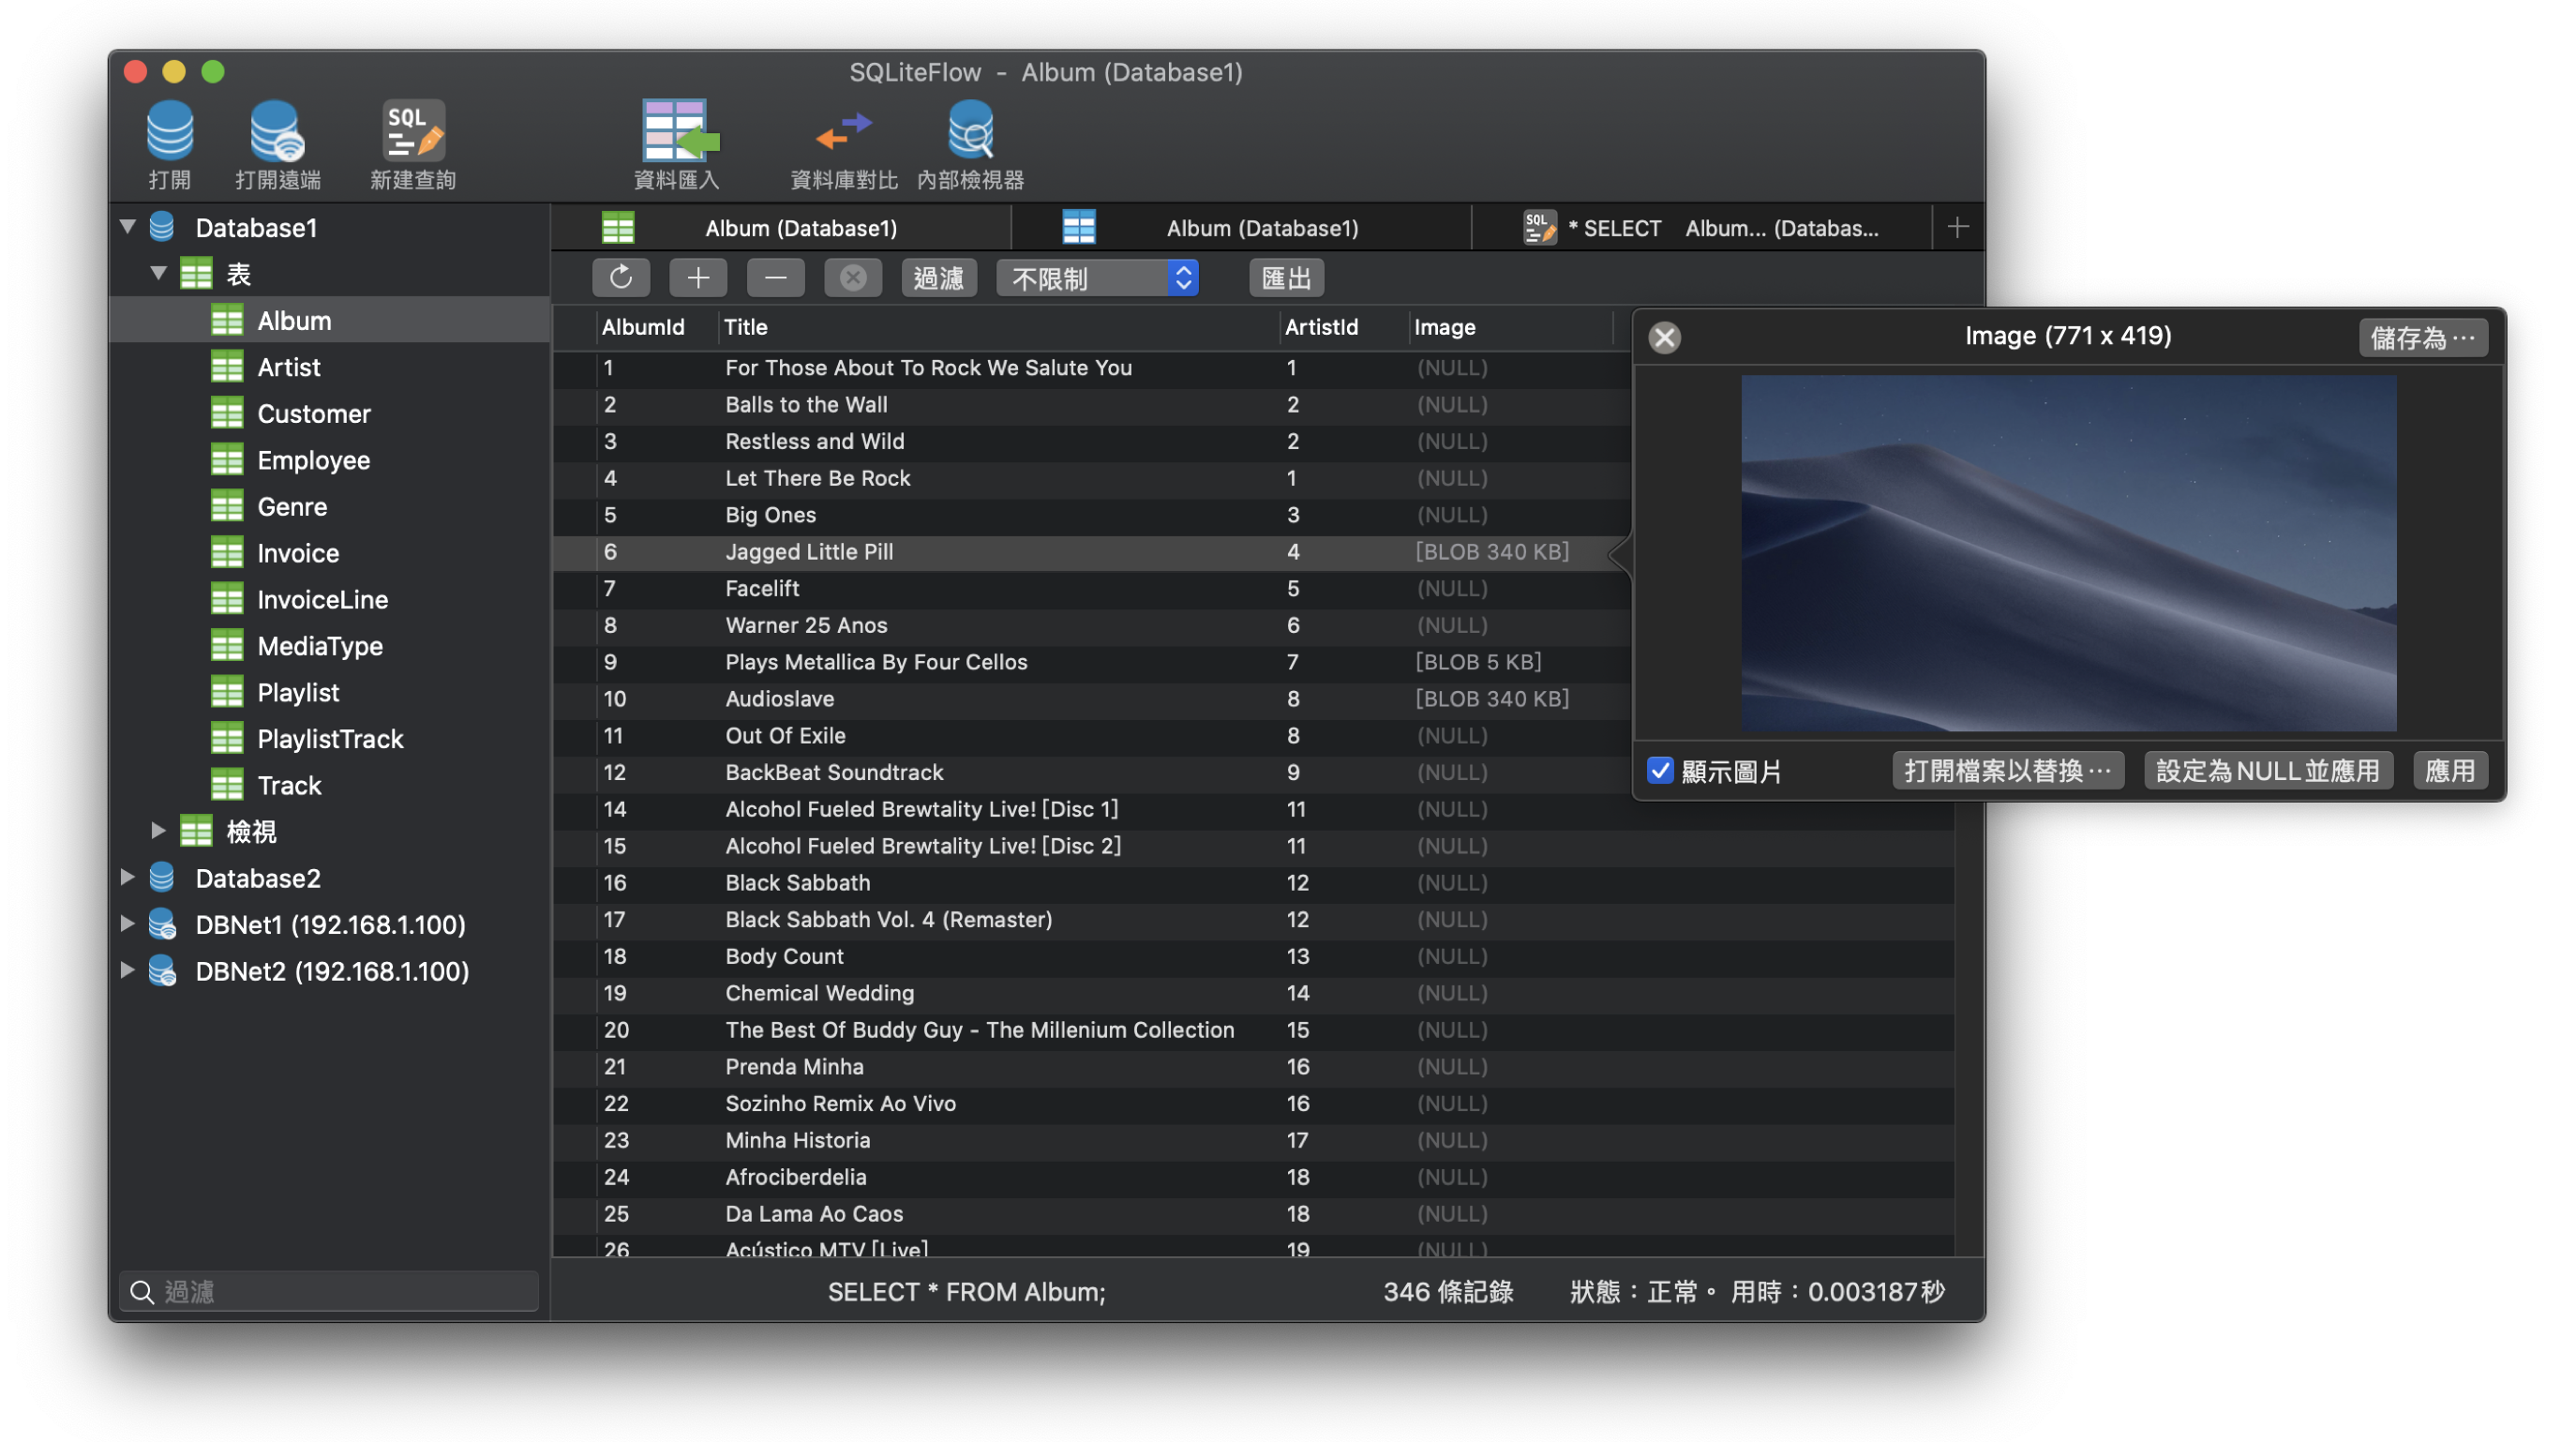 SQLiteFlow - Album (Database1)
打開 打開遠端 新建查詢 資料匯入 資料庫對比 內部檢視器
Database1
表
Album
Artist
Customer
Employee
Genre
Invoice
InvoiceLine
MediaType
Playlist
PlaylistTrack
Track
檢視
Database2
DBNet1 (192.168.1.100)
DBNet2 (192.168.1.100)
過濾
Album (Database1) Album (Database1) SQL * SELECT Album... (Databas...
過濾 不限制 匯出
AlbumId Title ArtistId Image
1 For Those About To Rock We Salute You 1 (NULL)
2 Balls to the Wall 2 (NULL)
3 Restless and Wild 2 (NULL)
4 Let There Be Rock 1 (NULL)
5 Big Ones 3 (NULL)
6 Jagged Little Pill 4 [BLOB 340 KB]
7 Facelift 5 (NULL)
8 Warner 25 Anos 6 (NULL)
9 Plays Metallica By Four Cellos 7 [BLOB 5 KB]
10 Audioslave 8 [BLOB 340 KB]
11 Out Of Exile 8 (NULL)
12 BackBeat Soundtrack 9 (NULL)
14 Alcohol Fueled Brewtality Live! [Disc 1] 11 (NULL)
15 Alcohol Fueled Brewtality Live! [Disc 2] 11 (NULL)
16 Black Sabbath 12 (NULL)
17 Black Sabbath Vol. 4 (Remaster) 12 (NULL)
18 Body Count 13 (NULL)
19 Chemical Wedding 14 (NULL)
20 The Best Of Buddy Guy - The Millenium Collection 15 (NULL)
21 Prenda Minha 16 (NULL)
22 Sozinho Remix Ao Vivo 16 (NULL)
23 Minha Historia 17 (NULL)
24 Afrociberdelia 18 (NULL)
25 Da Lama Ao Caos 18 (NULL)
26 Acústico MTV [Live] 19 (NULL)
SELECT * FROM Album; 346 條記錄 狀態：正常。用時：0.003187秒
Image (771 x 419) 儲存為…
顯示圖片 打開檔案以替換… 設定為NULL並應用 應用